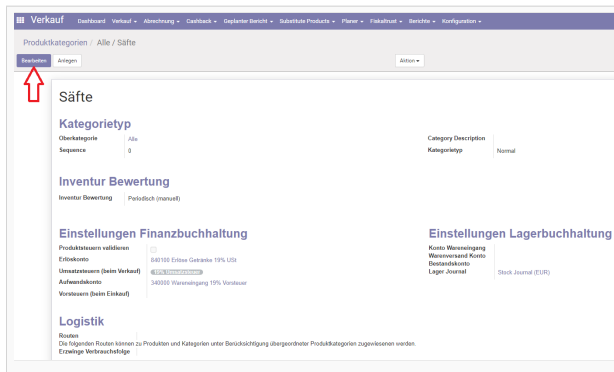 Verkauf Dashboard Verkauf Abrechnung Cashback Geplanter Bericht Substitute Products Planer Fiskaltrust Berichte Konfiguration
Produktkategorien / Alle / Säfte
Bearbeiten Anlegen Aktion
Säfte
Kategorietyp
Oberkategorie Alle Category Description
Sequence 0 Kategorietyp Normal
Inventur Bewertung
Inventur Bewertung Periodisch (manuell)
Einstellungen Finanzbuchhaltung Einstellungen Lagerbuchhaltung
Produktsteuern validieren Konto Wareneingang
Erlöskonto 840100 Erlöse Getränke 19% USt Warenversand Konto
Bestandskonto
Umsatzsteuern (beim Verkauf) 19% Umsatzsteuer Lager Journal Stock Journal (EUR)
Aufwandskonto 340000 Wareneingang 19% Vorsteuer
Vorsteuern (beim Einkauf)
Logistik
Routen
Die folgenden Routen können zu Produkten und Kategorien unter Berücksichtigung übergeordneter Produktkategorien zugewiesenen werden.
Erzwinge Verbrauchsfolge